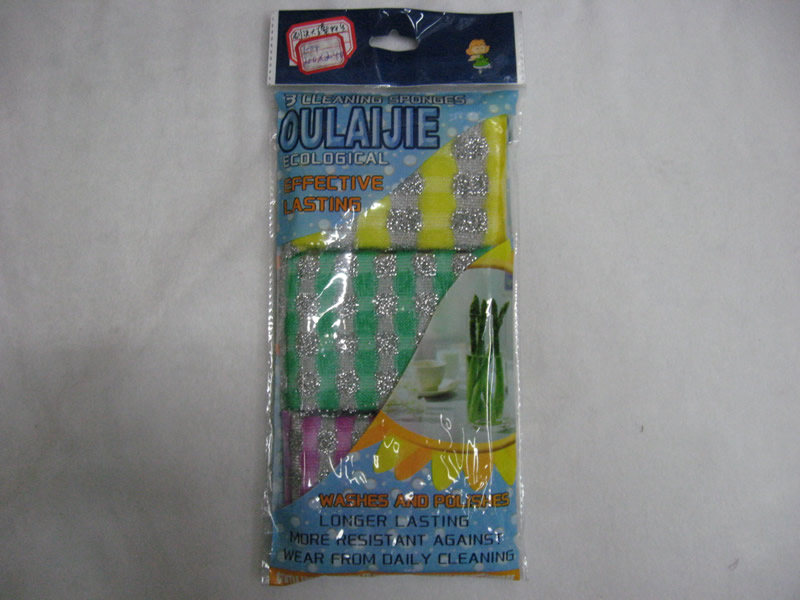 3 CLEANING SPONGES
OULAIJIE
ECOLOGICAL
EFFECTIVE
LASTING
WASHES AND POLISHES
LONGER LASTING
MORE RESISTANT AGAINST
WEAR FROM DAILY CLEANING